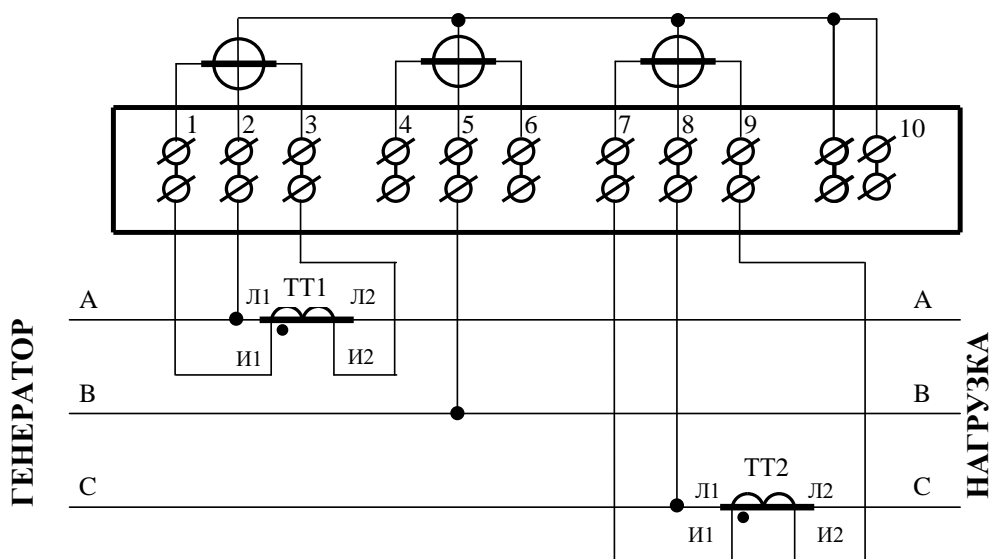 1 2 3 4 5 6 7 8 9 10
Л1 ТТ1 Л2
А А
И1 И2
В В
ТТ2
С Л1 Л2 С
И1 И2
ГЕНЕРАТОР
НАГРУЗКА